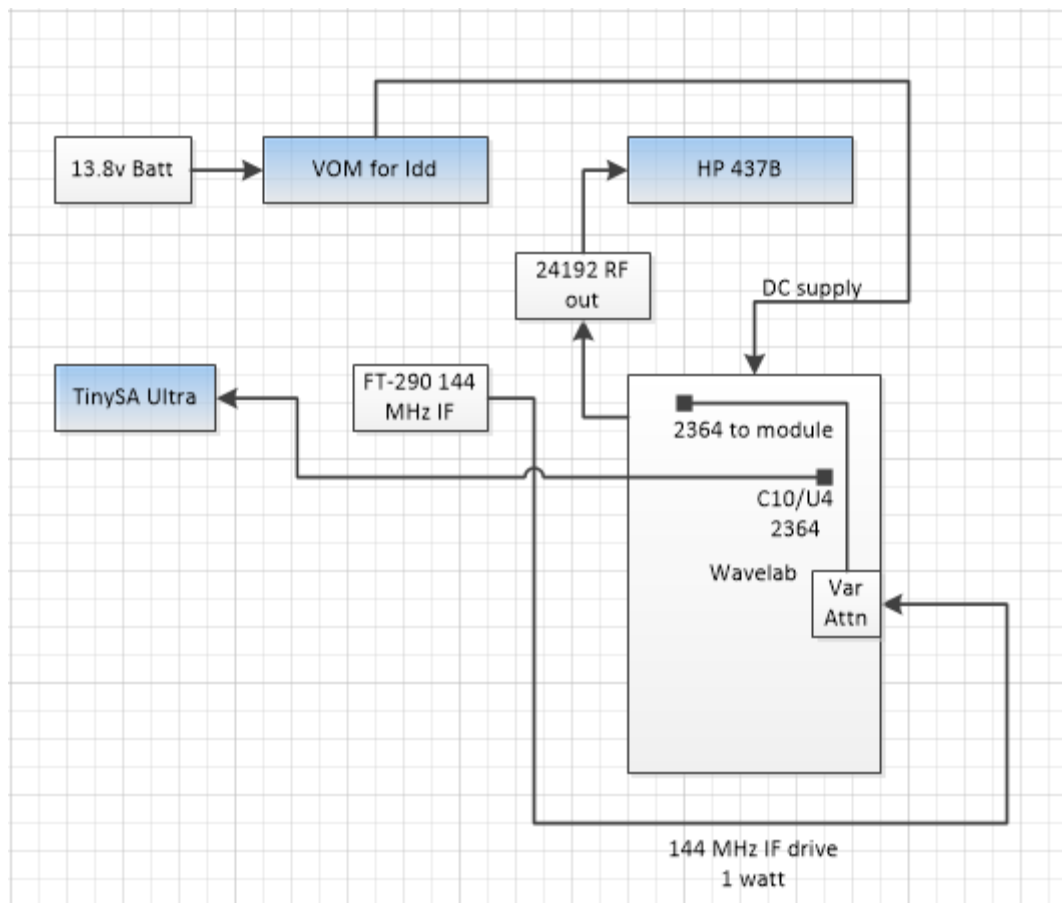 13.8v Batt
VOM for Idd
HP 437B
24192 RF
out
DC supply
TinySA Ultra
FT-290 144
MHz IF
2364 to module
C10/U4
2364
Wavelab
Var
Attn
144 MHz IF drive
1 watt